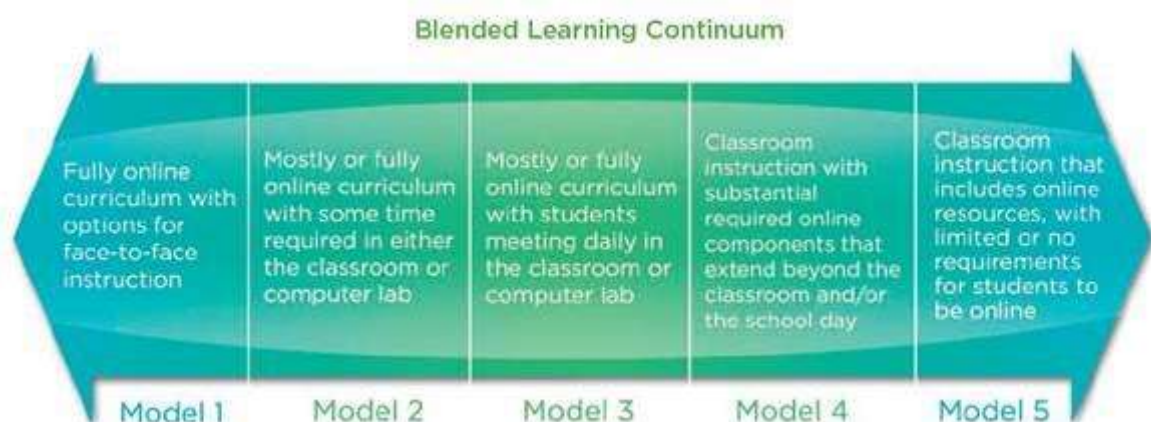 Blended Learning Continuum
Fully online
curriculum with
options for
face-to-face
instruction
Mostly or fully
online curriculum
with some time
required in either
the classroom or
computer lab
Mostly or fully
online curriculum
with students
meeting daily in
the classroom or
computer lab
Classroom
instruction with
substantial
required online
components that
extend beyond the
classroom and/or
the school day
Classroom
instruction that
includes online
resources, with
limited or no
requirements
for students to
be online
Model 1
Model 2
Model 3
Model 4
Model 5